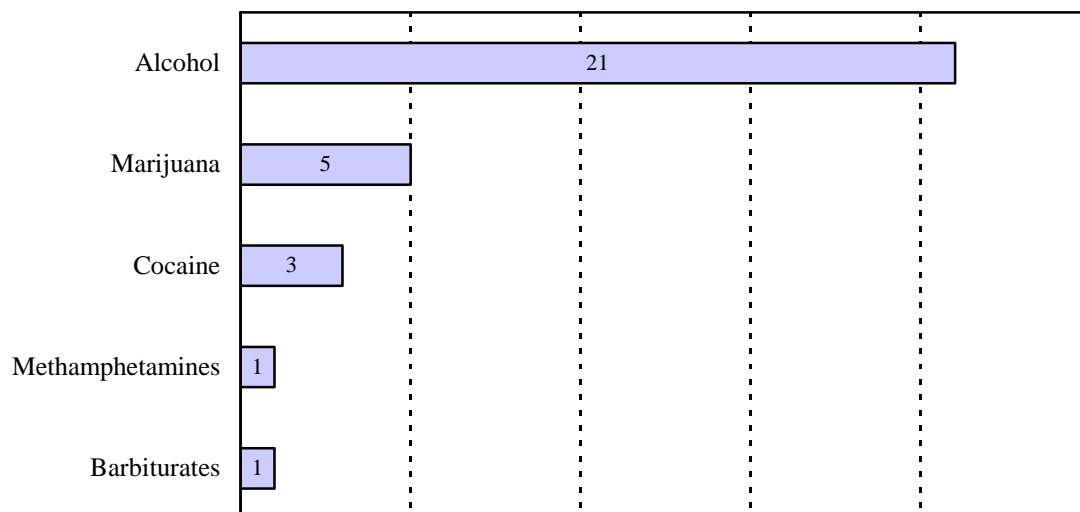 Alcohol 21
Marijuana 5
Cocaine 3
Methamphetamines 1
Barbiturates 1